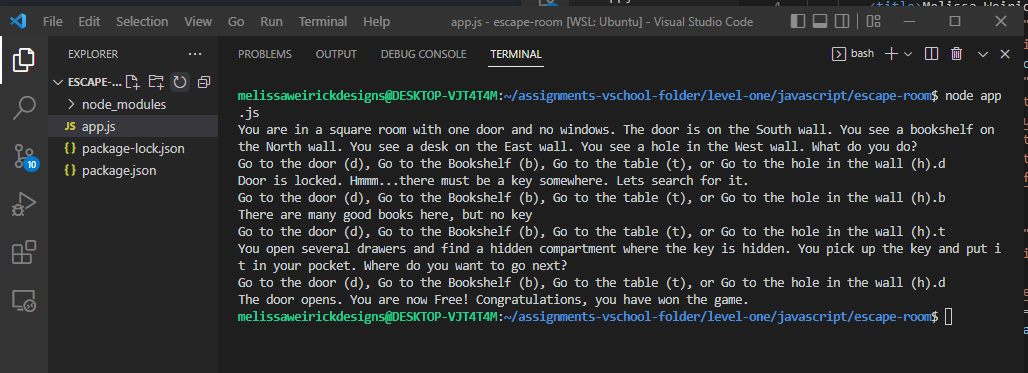 <title>Melissa Weiric
File Edit Selection View Go Run Terminal Help app.js - escape-room [WSL: Ubuntu] - Visual Studio Code
EXPLORER ...
PROBLEMS OUTPUT DEBUG CONSOLE TERMINAL bash
ESCAPE-...
node_modules
JS app.js
{} package-lock.json
{} package.json
10
melissaweirickdesigns@DESKTOP-VJT4T4M:~/assignments-vschool-folder/level-one/javascript/escape-room$ node app
.js
You are in a square room with one door and no windows. The door is on the South wall. You see a bookshelf on
the North wall. You see a desk on the East wall. You see a hole in the West wall. What do you do?
Go to the door (d), Go to the Bookshelf (b), Go to the table (t), or Go to the hole in the wall (h).d
Door is locked. Hmmm...there must be a key somewhere. Lets search for it.
Go to the door (d), Go to the Bookshelf (b), Go to the table (t), or Go to the hole in the wall (h).b
There are many good books here, but no key
Go to the door (d), Go to the Bookshelf (b), Go to the table (t), or Go to the hole in the wall (h).t
You open several drawers and find a hidden compartment where the key is hidden. You pick up the key and put i
t in your pocket. Where do you want to go next?
Go to the door (d), Go to the Bookshelf (b), Go to the table (t), or Go to the hole in the wall (h).d
The door opens. You are now Free! Congratulations, you have won the game.
melissaweirickdesigns@DESKTOP-VJT4T4M:~/assignments-vschool-folder/level-one/javascript/escape-room$